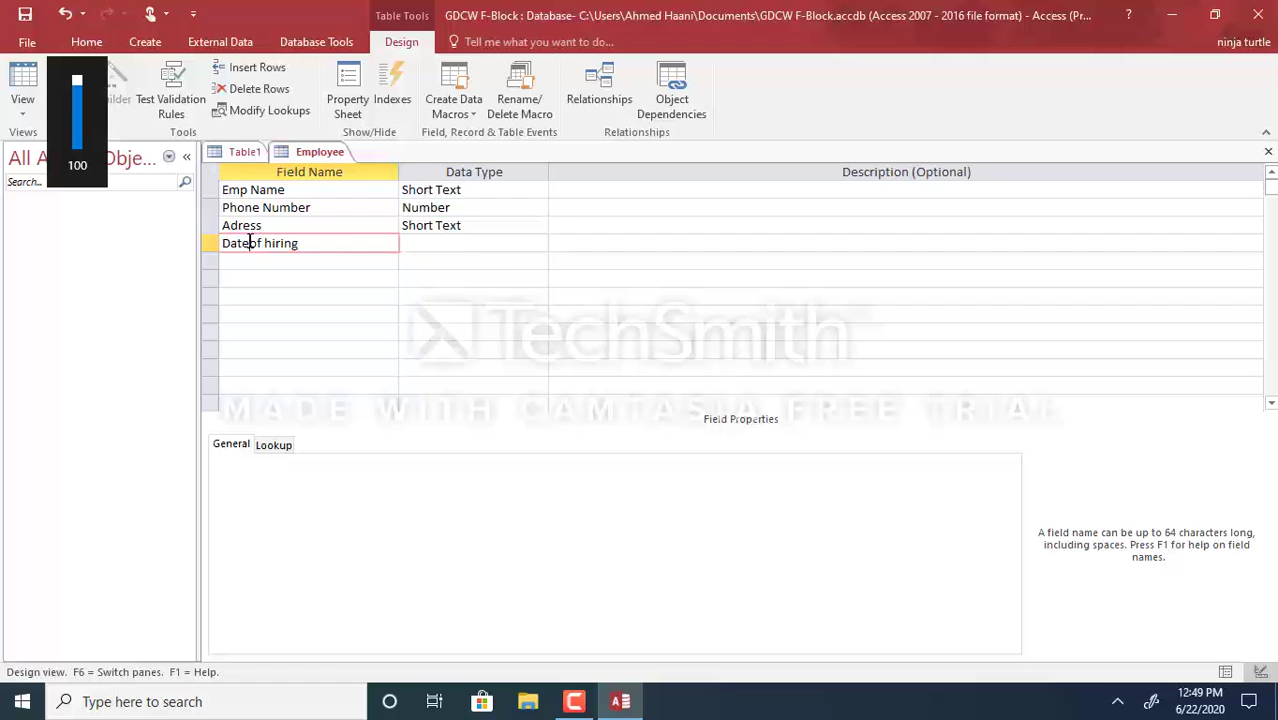 Table Tools
GDCW F-Block : Database- C:\Users\Ahmed Haani\Documents\GDCW F-Block.accdb (Access 2007 - 2016 file format) - Access (Pr...
?
File
Home
Create
External Data
Database Tools
Design
Tell me what you want to do...
ninja turtle
View
Views
Test Validation
Rules
Insert Rows
Delete Rows
Modify Lookups
Tools
Property
Sheet
Indexes
Show/Hide
Create Data
Macros
Rename/
Delete Macro
Field, Record & Table Events
Relationships
Object
Dependencies
Relationships
100
Search...
Table1
Employee
Field Name
Data Type
Description (Optional)
Emp Name
Short Text
Phone Number
Number
Adress
Short Text
Date of hiring
TechSmith
MADE WITH CAMTASIA FREE TRIAL
Field Properties
General
Lookup
A field name can be up to 64 characters long,
including spaces. Press F1 for help on field
names.
Design view. F6 = Switch panes. F1 = Help.
Type here to search
12:49 PM
6/22/2020